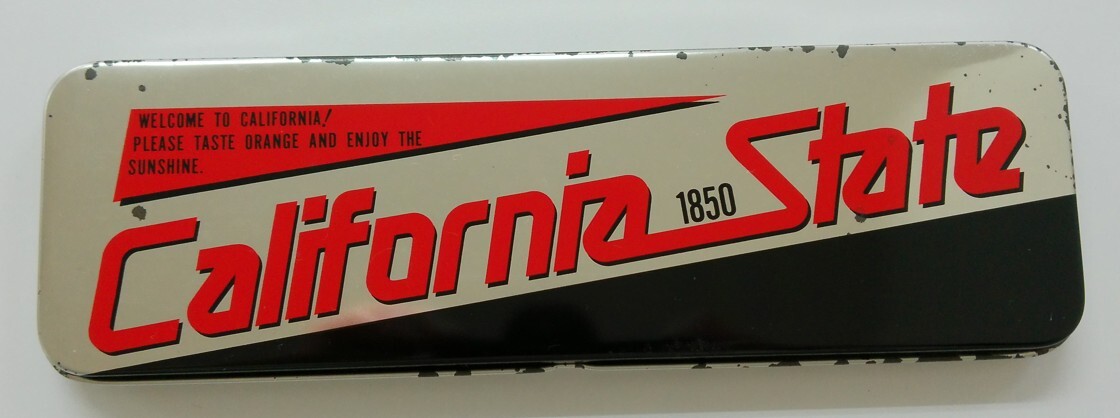 WELCOME TO CALIFORNIA!
PLEASE TASTE ORANGE AND ENJOY THE
SUNSHINE.
California 1850 State